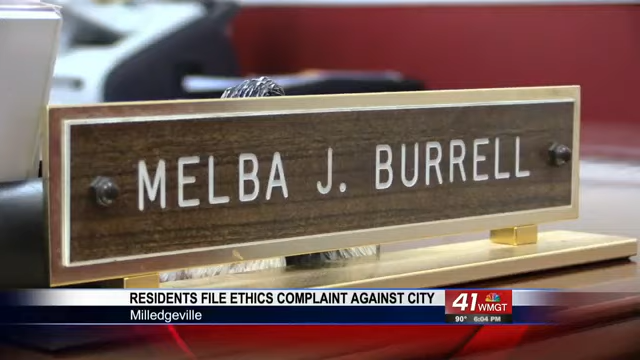 MELBA J. BURRELL
RESIDENTS FILE ETHICS COMPLAINT AGAINST CITY
Milledgeville
41 WMGT
90° 6:04 PM